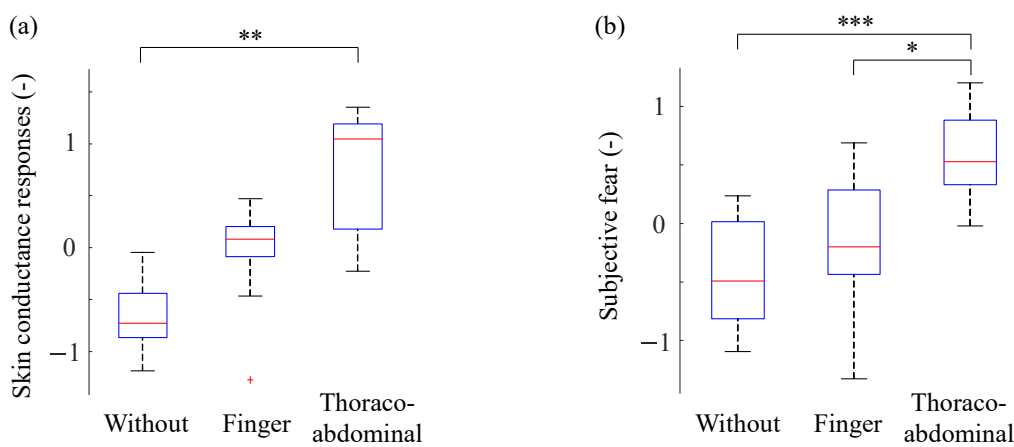 (a)
**
Skin conductance responses (-)
1
0
−1
Without
Finger
Thoraco-
abdominal
(b)
***
*
Subjective fear (-)
1
0
−1
Without
Finger
Thoraco-
abdominal